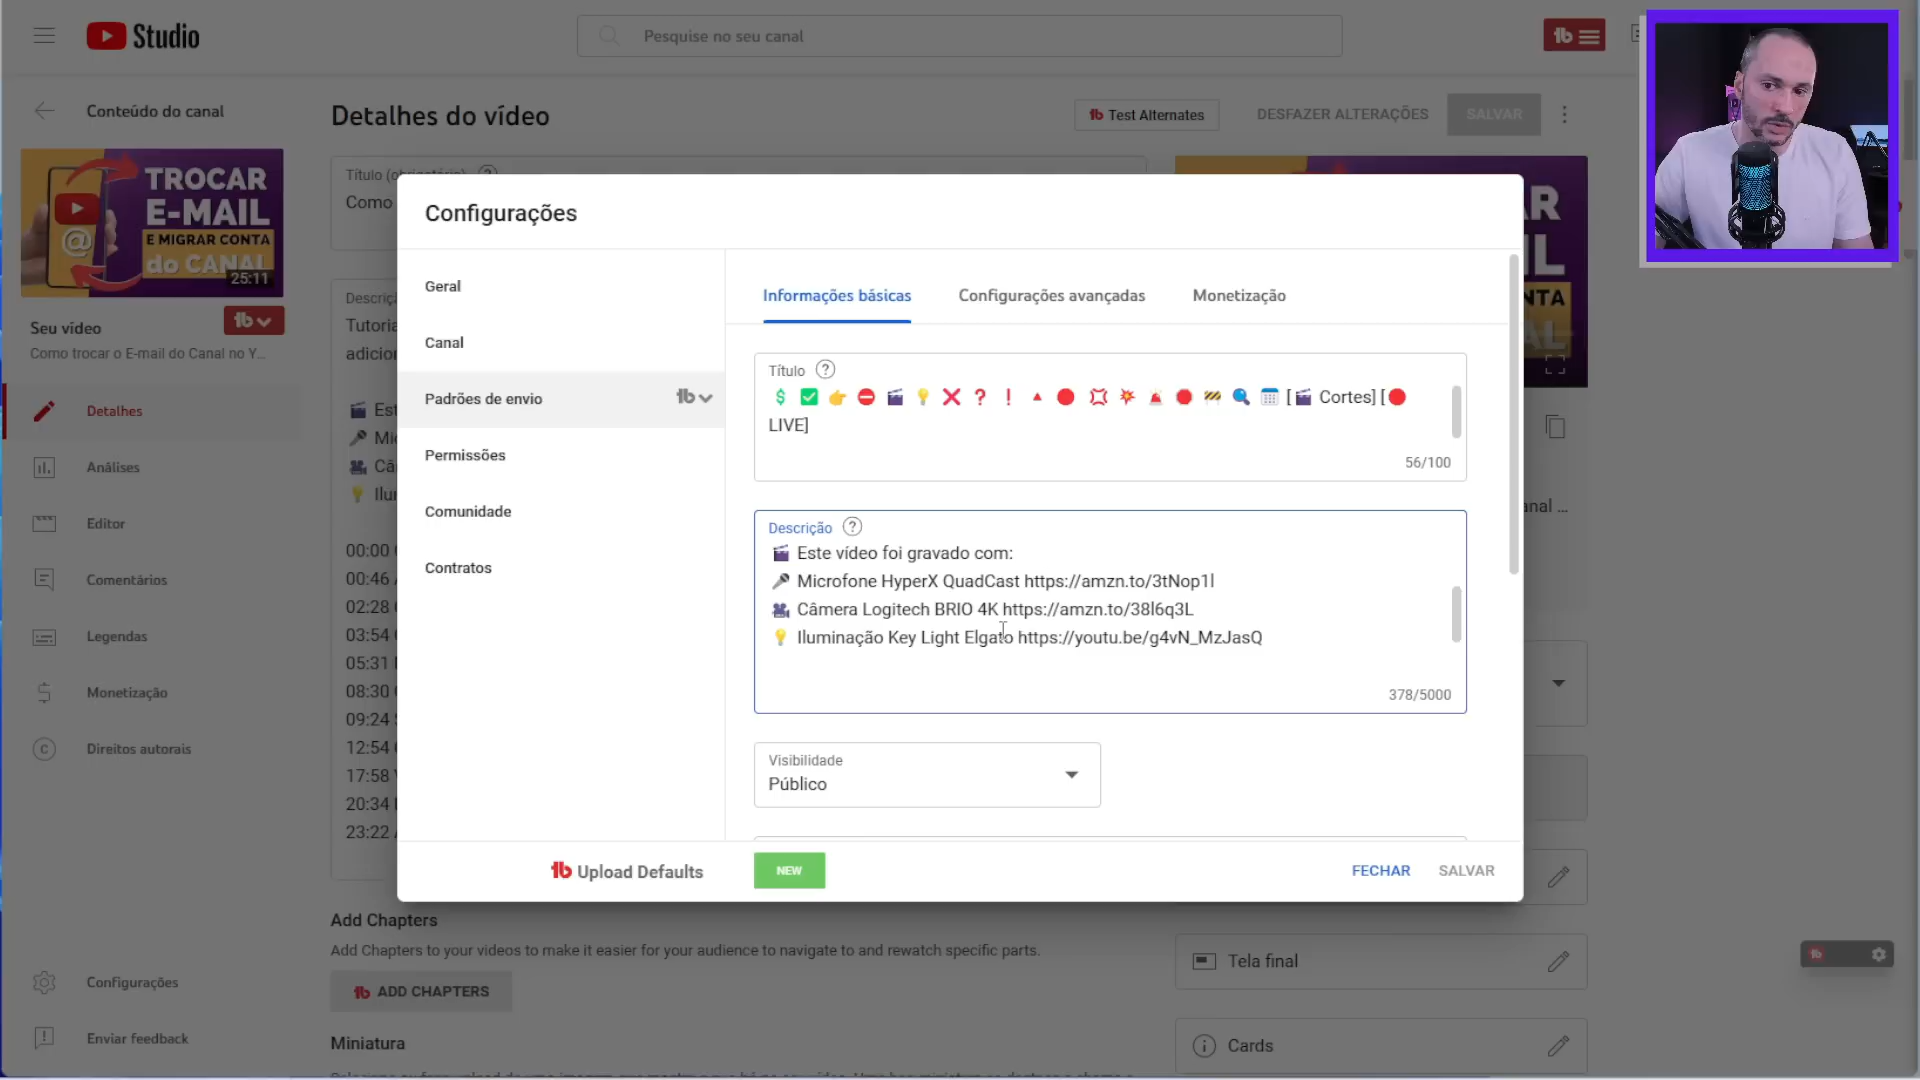 Studio
Pesquise no seu canal
Conteúdo do canal
Detalhes do vídeo
Test Alternates
DESFAZER ALTERAÇÕES
SALVAR
TROCAR
E-MAIL
E MIGRAR CONTA
do CANAL
25:11
Seu vídeo
Como trocar o E-mail do Canal no Y...
Detalhes
Análises
Editor
Comentários
Legendas
Monetização
Direitos autorais
Configurações
Enviar feedback
Título (obrigatório)
Como
Tutoria
adicion
00:00
00:46
02:28
03:54
05:31
08:30
09:24
12:54
17:58
20:34
23:22
Configurações
Geral
Canal
Padrões de envio
Permissões
Comunidade
Contratos
Informações básicas
Configurações avançadas
Monetização
Título
💲 ✅ 👉 ⛔ 🎬 💡 ❌ ❓ ❗ 🔺 🔴 💢 💥 🚨 🛑 🚧 🔍 📅 [🎬 Cortes] [🔴
LIVE]
56/100
Descrição
🎬 Este vídeo foi gravado com:
🎤 Microfone HyperX QuadCast https://amzn.to/3tNop1l
🎥 Câmera Logitech BRIO 4K https://amzn.to/38l6q3L
💡 Iluminação Key Light Elgato https://youtu.be/g4vN_MzJasQ
378/5000
Visibilidade
Público
Upload Defaults
NEW
FECHAR
SALVAR
Add Chapters
Add Chapters to your videos to make it easier for your audience to navigate to and rewatch specific parts.
ADD CHAPTERS
Miniatura
Tela final
Cards